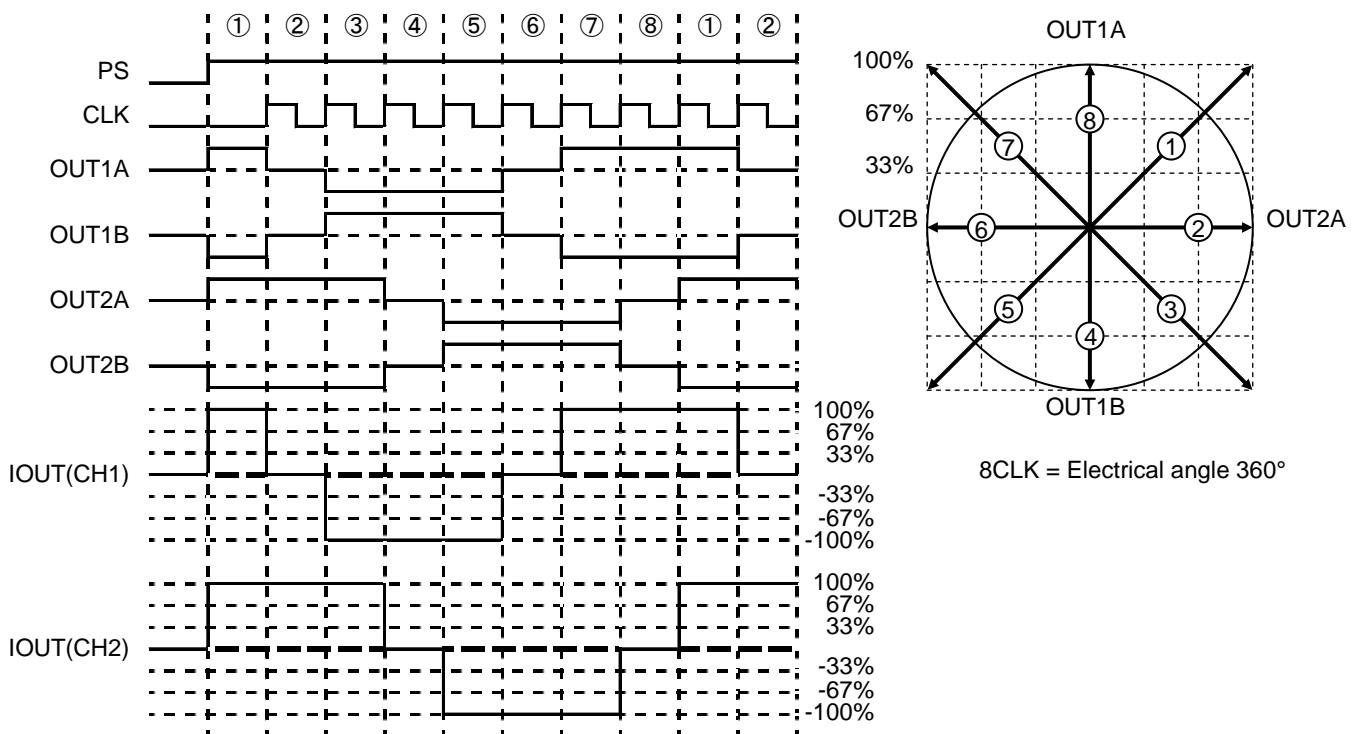 ① ② ③ ④ ⑤ ⑥ ⑦ ⑧ ① ②
PS
CLK
OUT1A
OUT1B
OUT2A
OUT2B
IOUT(CH1)
100%
67%
33%
-33%
-67%
-100%
IOUT(CH2)
100%
67%
33%
-33%
-67%
-100%
OUT1A
100%
67%
33%
⑧
⑦ ①
OUT2B ⑥ ② OUT2A
⑤ ③
④
OUT1B
8CLK = Electrical angle 360°